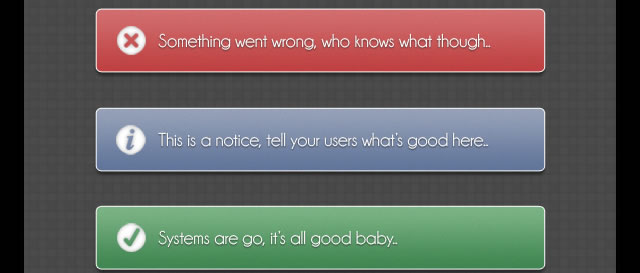 Something went wrong, who knows what though..
This is a notice, tell your users what's good here..
Systems are go, it's all good baby..